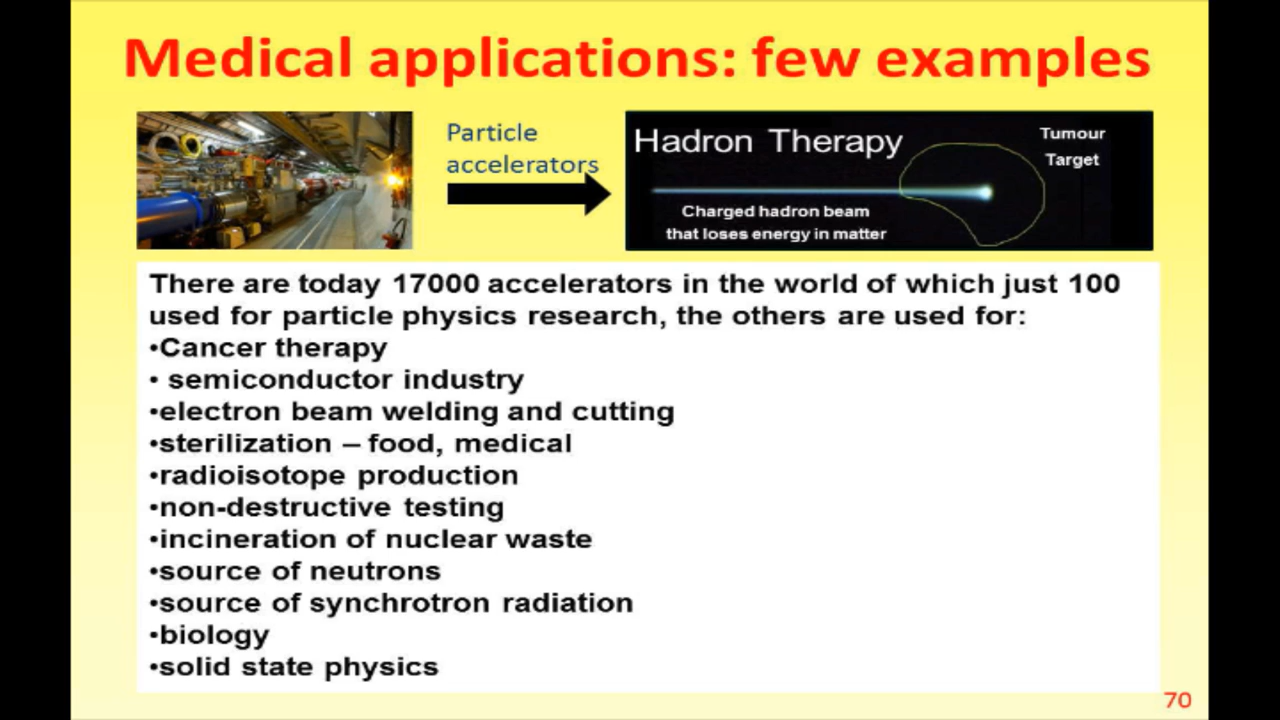 Medical applications: few examples
Particle
accelerators
Hadron Therapy
Tumour
Target
Charged hadron beam
that loses energy in matter
There are today 17000 accelerators in the world of which just 100
used for particle physics research, the others are used for:
•Cancer therapy
• semiconductor industry
•electron beam welding and cutting
•sterilization – food, medical
•radioisotope production
•non-destructive testing
•incineration of nuclear waste
•source of neutrons
•source of synchrotron radiation
•biology
•solid state physics
70